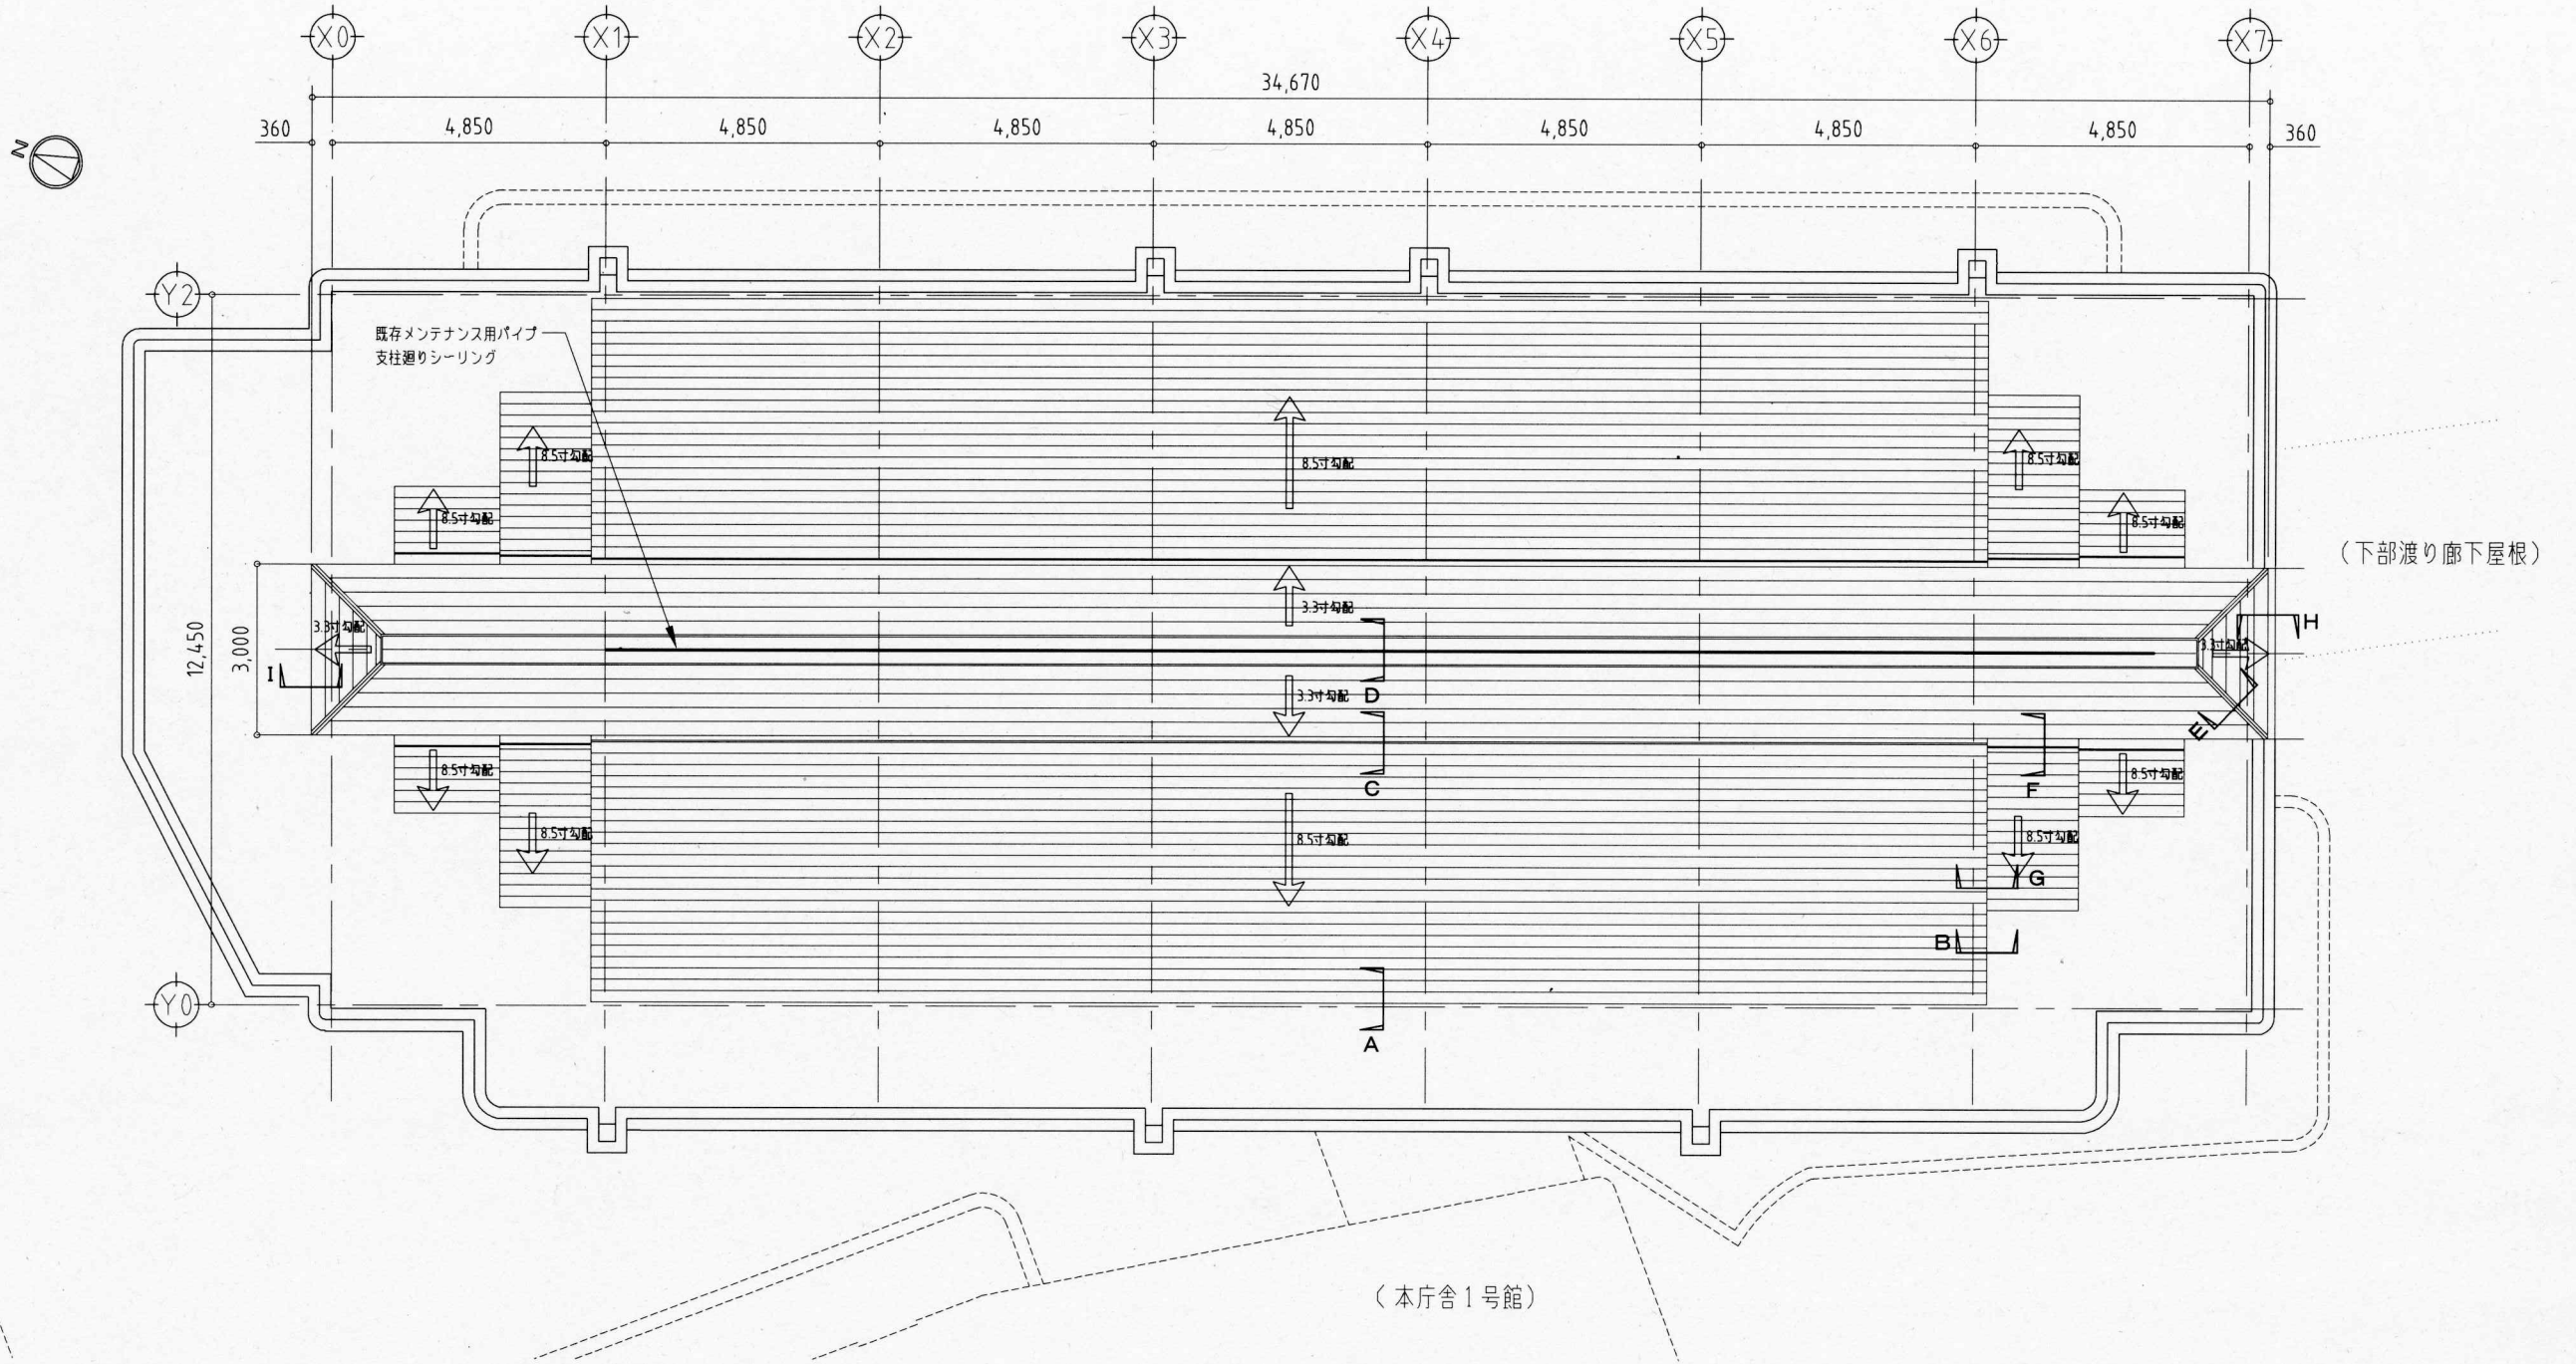 X0 X1 X2 X3 X4 X5 X6 X7
34,670
360 4,850 4,850 4,850 4,850 4,850 4,850 4,850 360
N
Y2
既存メンテナンス用パイプ
支柱廻りシーリング
8.5寸勾配 8.5寸勾配 8.5寸勾配
8.5寸勾配 8.5寸勾配
(下部渡り廊下屋根)
3.3寸勾配
12,450
3,000
3.3寸勾配
H
3.3寸勾配
I
3.3寸勾配
D
E
8.5寸勾配
8.5寸勾配
C
F
8.5寸勾配
8.5寸勾配
8.5寸勾配
G
B
Y0
A
(本庁舎1号館)